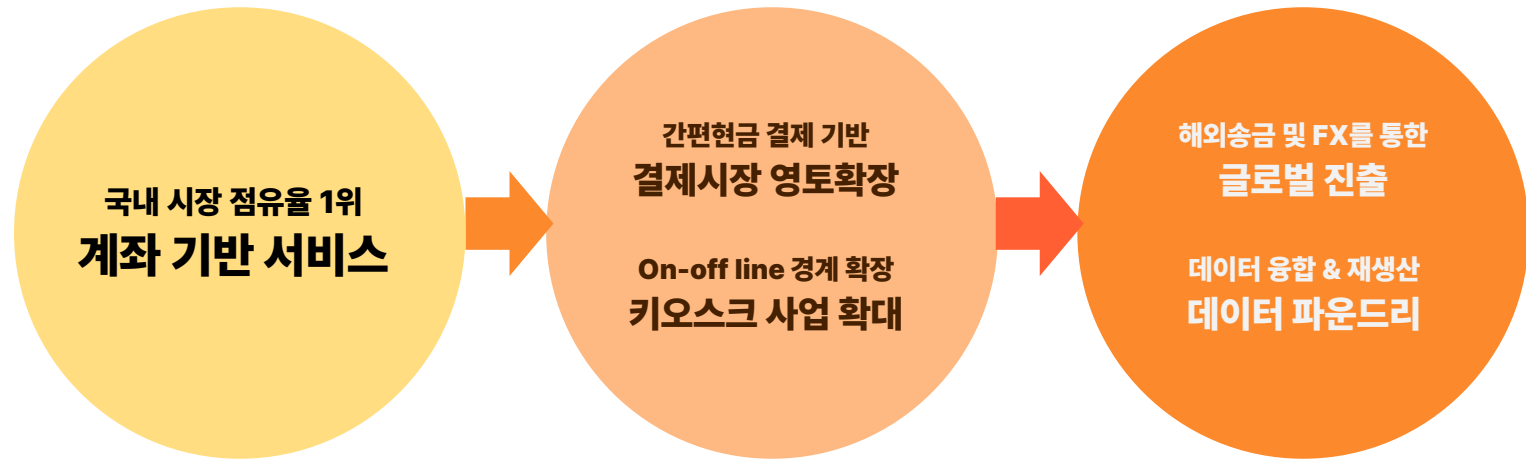 국내 시장 점유율 1위
계좌 기반 서비스
간편현금 결제 기반
결제시장 영토확장
On-off line 경계 확장
키오스크 사업 확대
해외송금 및 FX를 통한
글로벌 진출
데이터 융합 & 재생산
데이터 파운드리